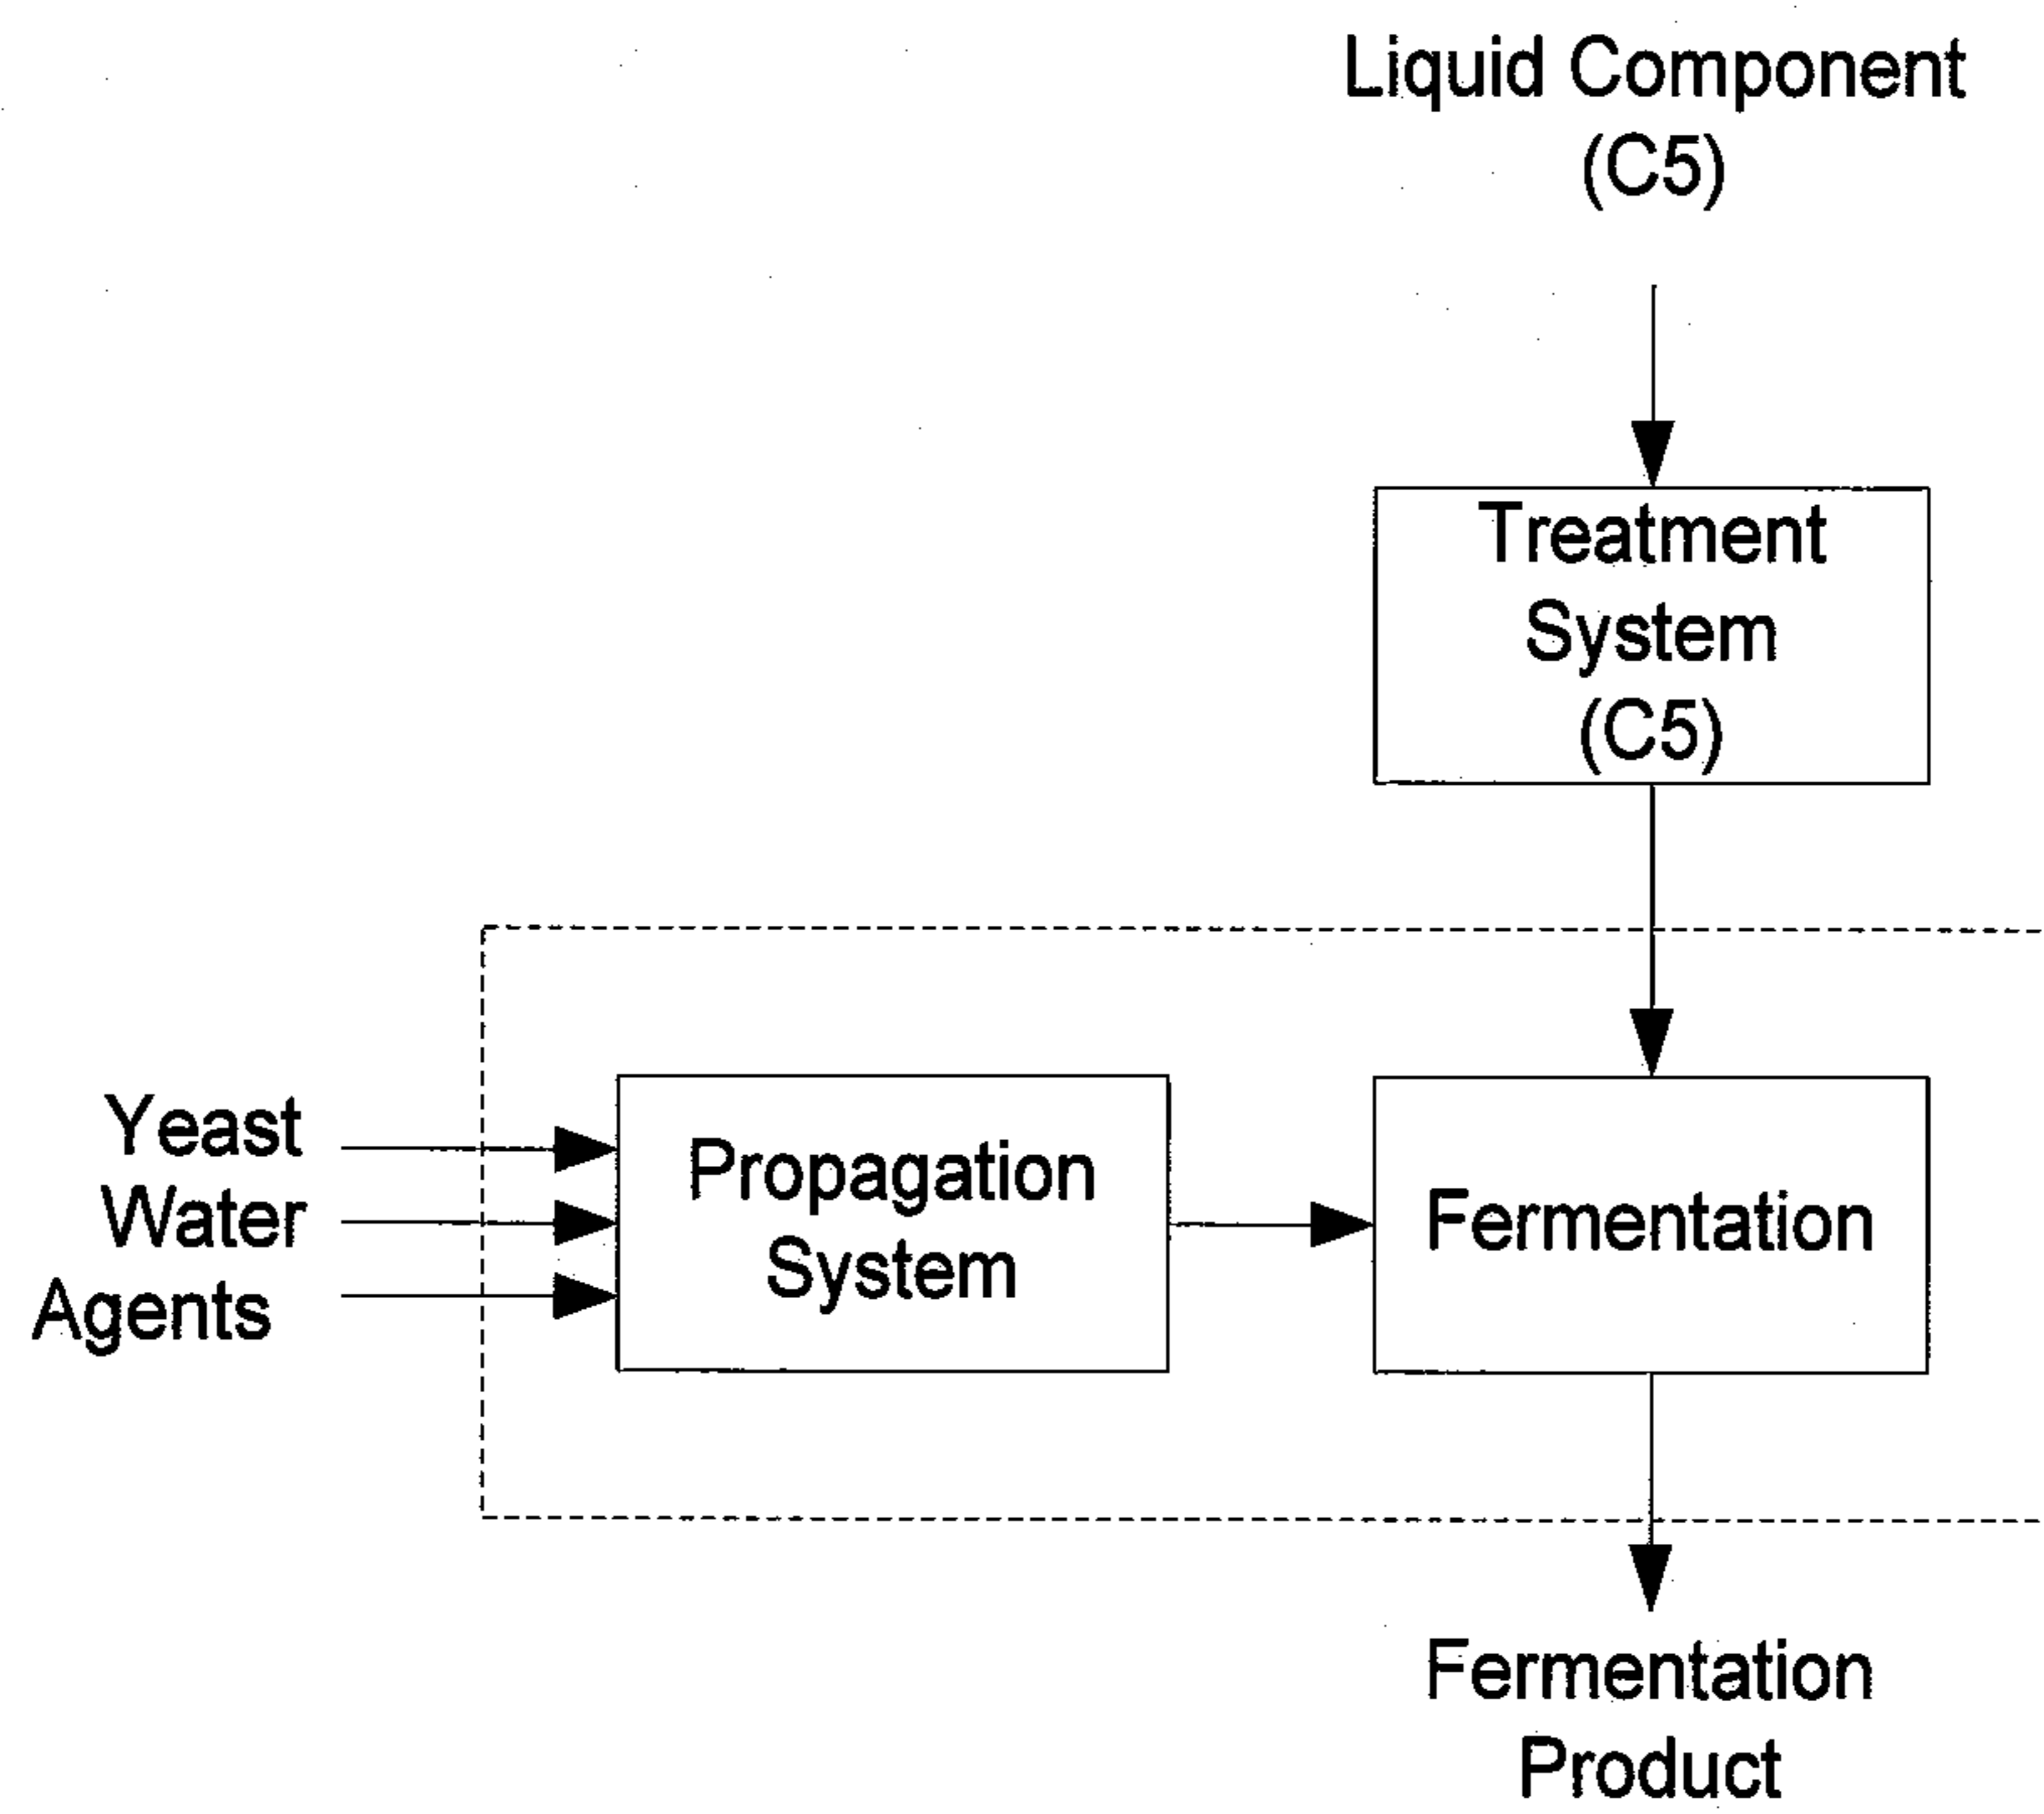 Liquid Component
(C5)
Treatment
System
(C5)
Yeast
Water
Agents
Propagation
System
Fermentation
Fermentation
Product